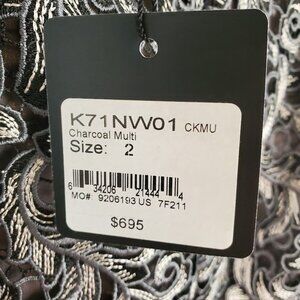 K71NW01 CKMU
Charcoal Multi
Size: 2
6 34206 21444 4
MO# 9206193 US 7F211
$695